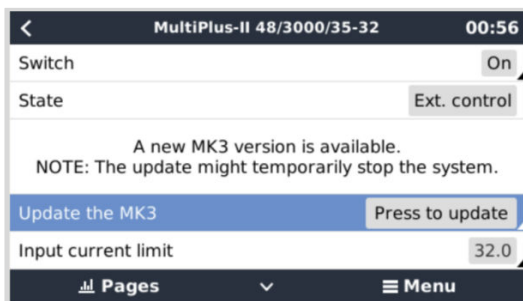 MultiPlus-II 48/3000/35-32 00:56
Switch On
State Ext. control
A new MK3 version is available.
NOTE: The update might temporarily stop the system.
Update the MK3 Press to update
Input current limit 32.0
Pages Menu